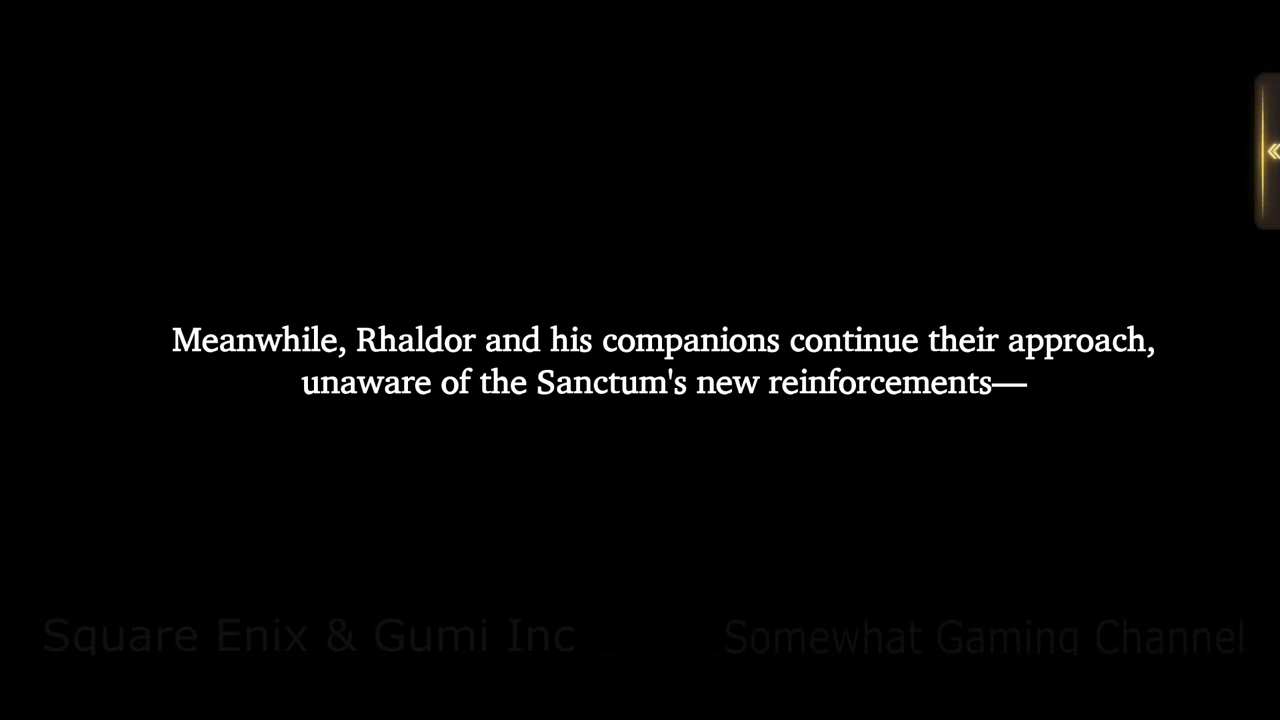 Meanwhile, Rhaldor and his companions continue their approach,
unaware of the Sanctum's new reinforcements—
Square Enix & Gumi Inc
Somewhat Gaming Channel